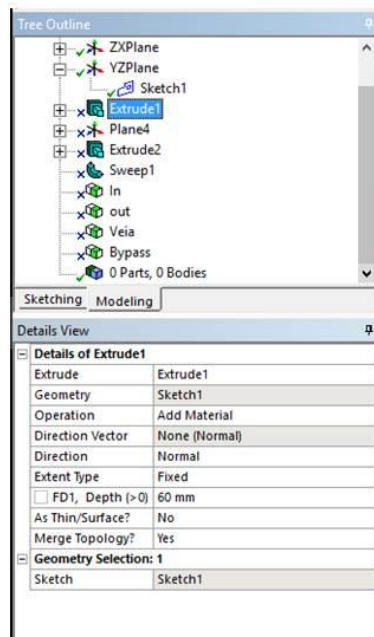 Tree Outline
ZXPlane
YZPlane
Sketch1
Extrude1
Plane4
Extrude2
Sweep1
In
out
Veia
Bypass
0 Parts, 0 Bodies
Sketching Modeling
Details View
Details of Extrude1
Extrude Extrude1
Geometry Sketch1
Operation Add Material
Direction Vector None (Normal)
Direction Normal
Extent Type Fixed
FD1, Depth (>0) 60 mm
As Thin/Surface? No
Merge Topology? Yes
Geometry Selection: 1
Sketch Sketch1